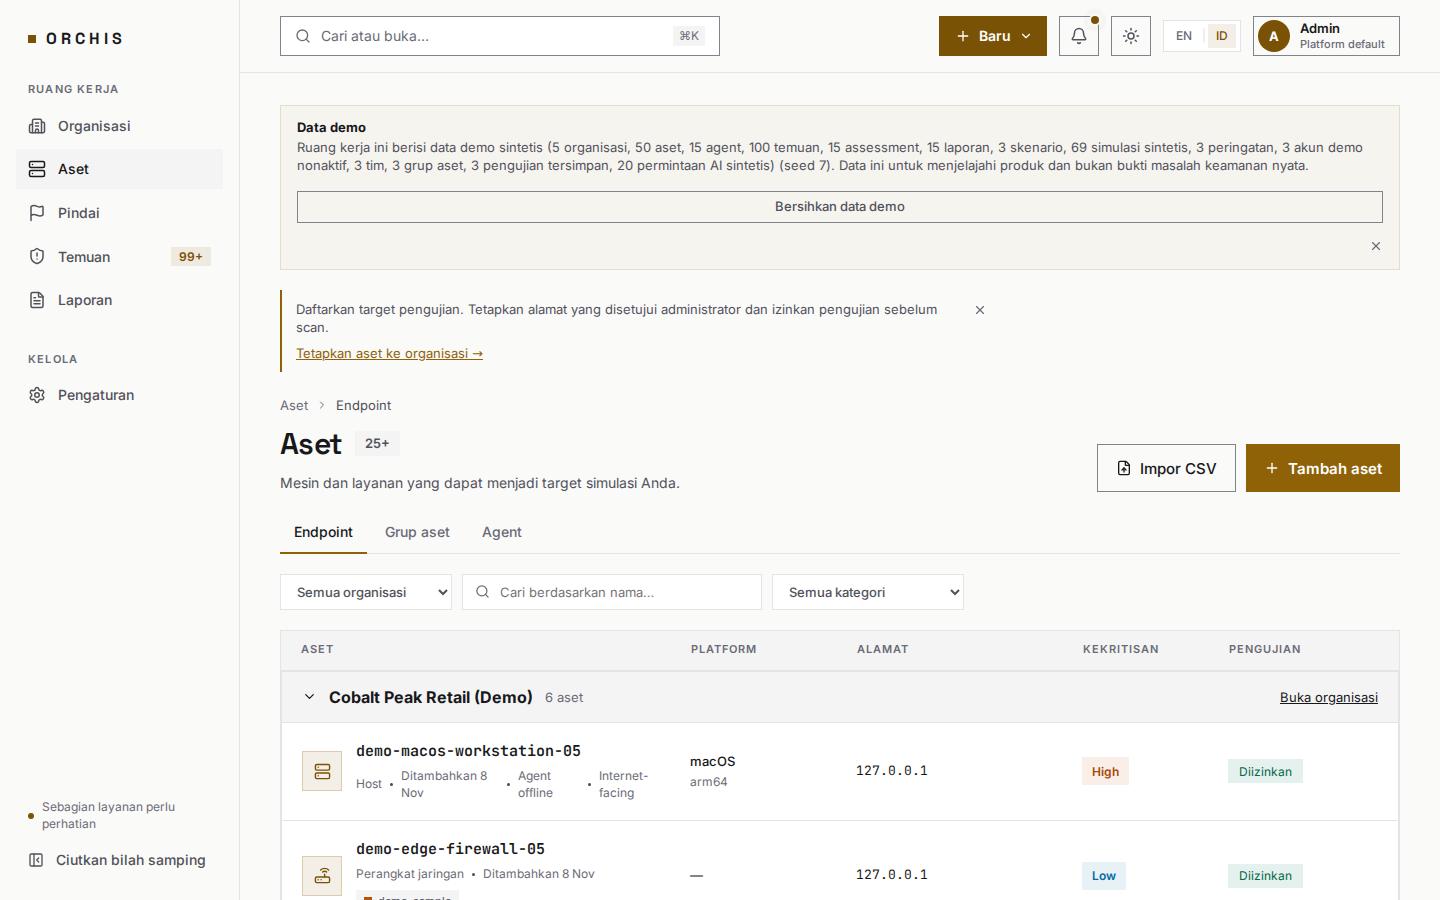 ORCHIS
Cari atau buka...
⌘K
Baru
EN
ID
A
Admin
Platform default
RUANG KERJA
Organisasi
Aset
Pindai
Temuan
99+
Laporan
KELOLA
Pengaturan
Sebagian layanan perlu
perhatian
Ciutkan bilah samping
Data demo
Ruang kerja ini berisi data demo sintetis (5 organisasi, 50 aset, 15 agent, 100 temuan, 15 assessment, 15 laporan, 3 skenario, 69 simulasi sintetis, 3 peringatan, 3 akun demo
nonaktif, 3 tim, 3 grup aset, 3 pengujian tersimpan, 20 permintaan AI sintetis) (seed 7). Data ini untuk menjelajahi produk dan bukan bukti masalah keamanan nyata.
Bersihkan data demo
Daftarkan target pengujian. Tetapkan alamat yang disetujui administrator dan izinkan pengujian sebelum
scan.
Tetapkan aset ke organisasi →
Aset > Endpoint
Aset 25+
Mesin dan layanan yang dapat menjadi target simulasi Anda.
Impor CSV
Tambah aset
Endpoint Grup aset Agent
Semua organisasi
Cari berdasarkan nama...
Semua kategori
ASET PLATFORM ALAMAT KEKRITISAN PENGUJIAN
Cobalt Peak Retail (Demo) 6 aset Buka organisasi
demo-macos-workstation-05
Host • Ditambahkan 8 Nov • Agent offline • Internet-facing
macOS
arm64
127.0.0.1
High
Diizinkan
demo-edge-firewall-05
Perangkat jaringan • Ditambahkan 8 Nov
—
127.0.0.1
Low
Diizinkan